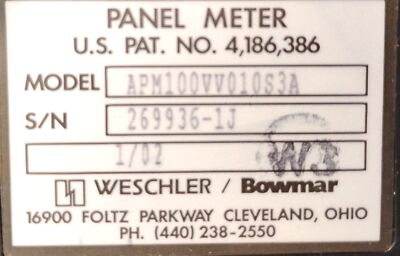 PANEL METER
U.S. PAT. NO. 4,186,386
MODEL APM100VV010S3A
S/N 269936-1J
1/02 W3
WESCHLER / Bowmar
16900 FOLTZ PARKWAY CLEVELAND, OHIO
PH. (440) 238-2550